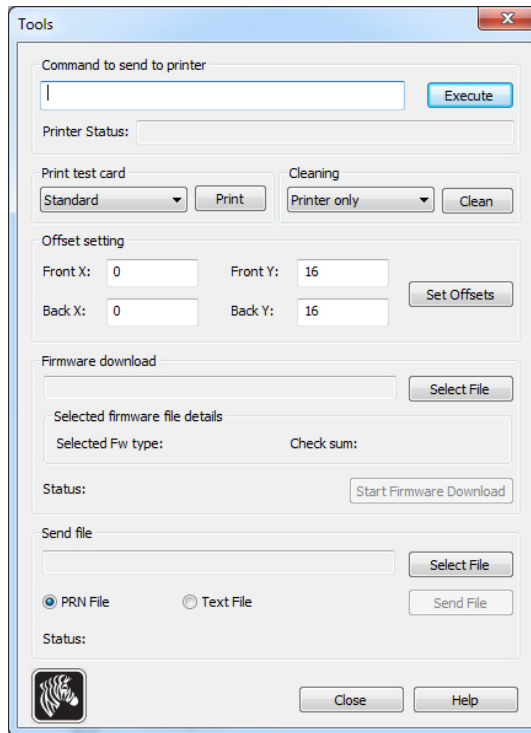 Tools
Command to send to printer
Execute
Printer Status:
Print test card
Cleaning
Standard Print Printer only Clean
Offset setting
Front X: 0 Front Y: 16
Set Offsets
Back X: 0 Back Y: 16
Firmware download
Select File
Selected firmware file details
Selected Fw type: Check sum:
Status: Start Firmware Download
Send file
Select File
PRN File Text File Send File
Status:
Close Help